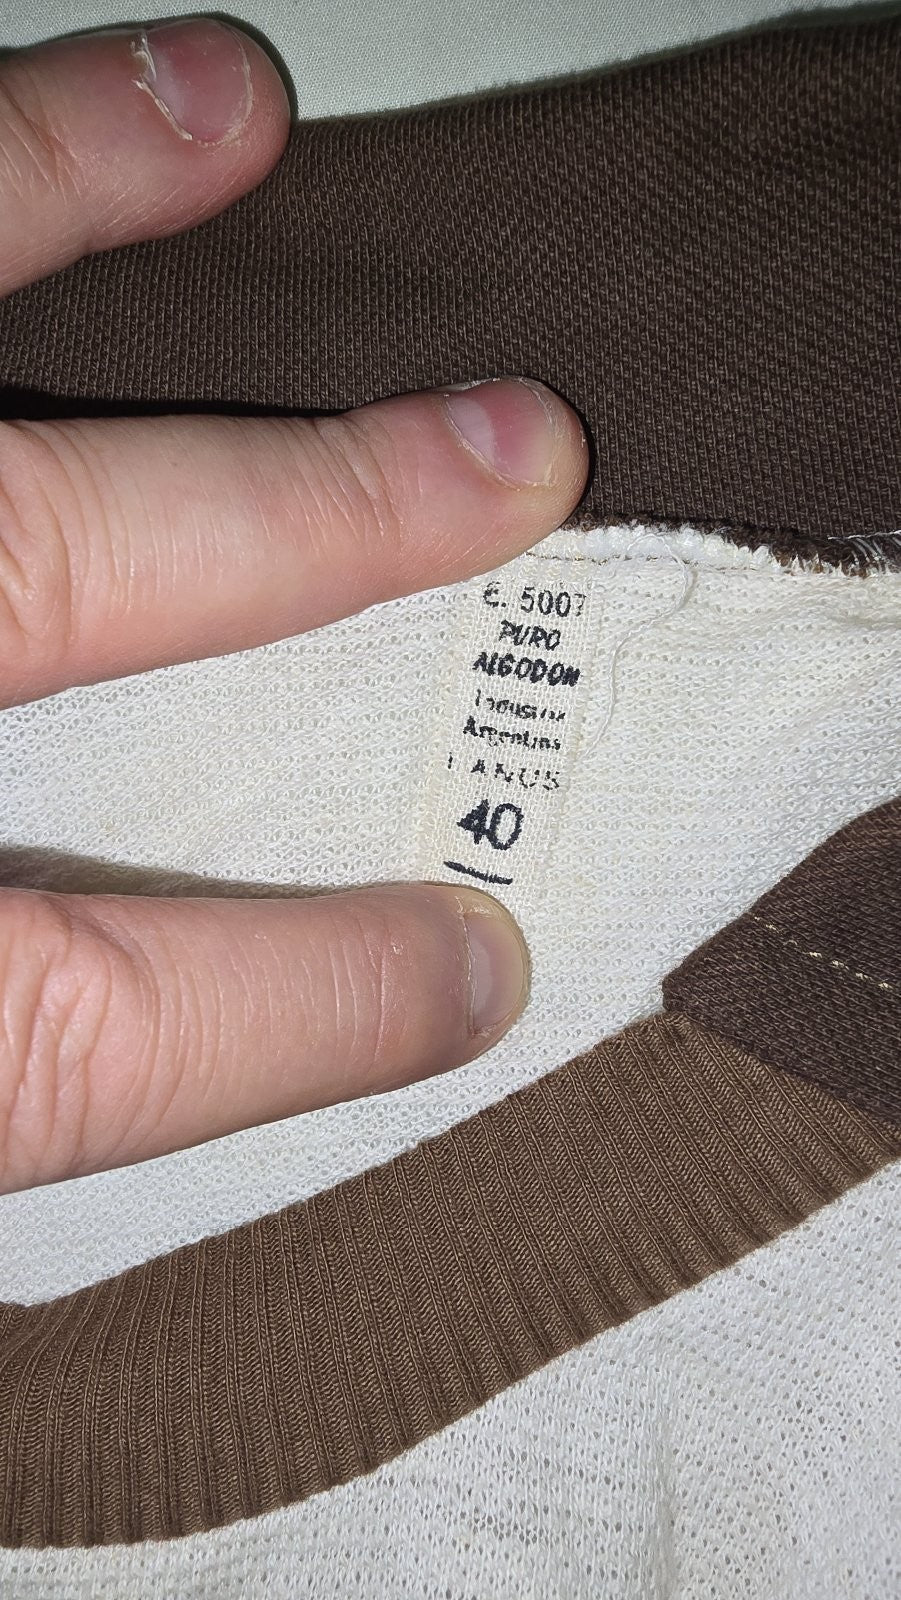 C. 5007
PURO
ALGODON
Industria
Argentina
LANUS
40